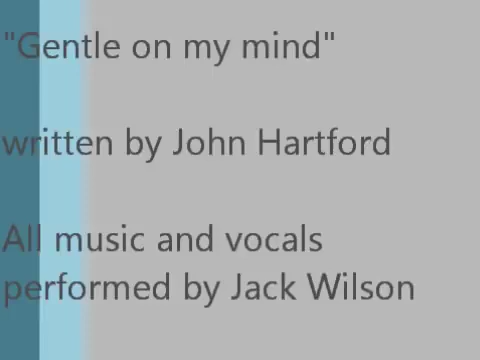 "Gentle on my mind"
written by John Hartford
All music and vocals
performed by Jack Wilson